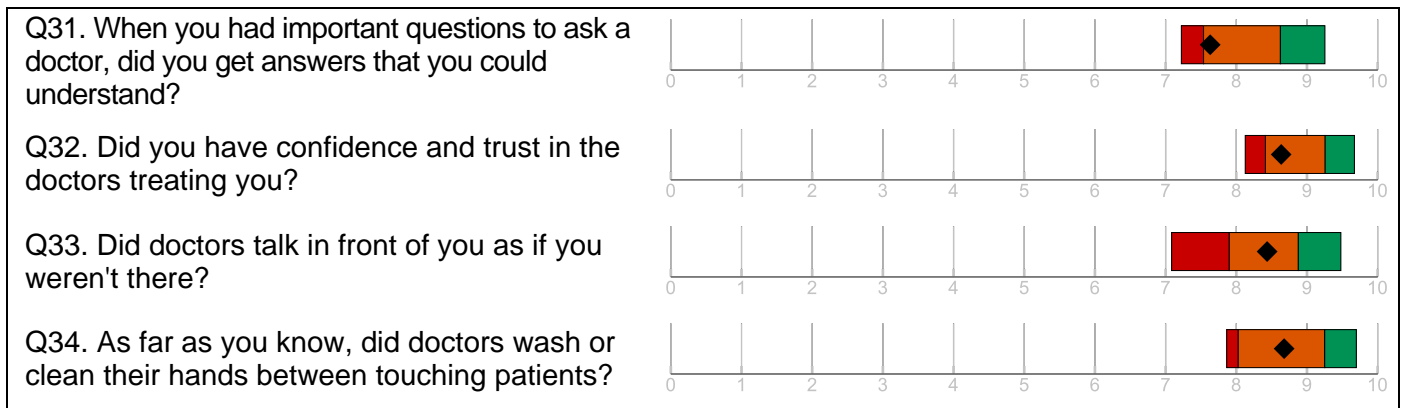 Q31. When you had important questions to ask a
doctor, did you get answers that you could
understand?
0 1 2 3 4 5 6 7 8 9 10
Q32. Did you have confidence and trust in the
doctors treating you?
0 1 2 3 4 5 6 7 8 9 10
Q33. Did doctors talk in front of you as if you
weren't there?
0 1 2 3 4 5 6 7 8 9 10
Q34. As far as you know, did doctors wash or
clean their hands between touching patients?
0 1 2 3 4 5 6 7 8 9 10